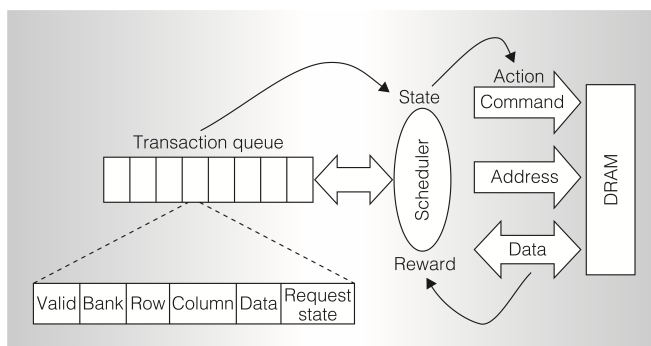 Action
State
Command
Transaction queue
Scheduler
Address
DRAM
Data
Reward
Valid Bank Row Column Data Request
state